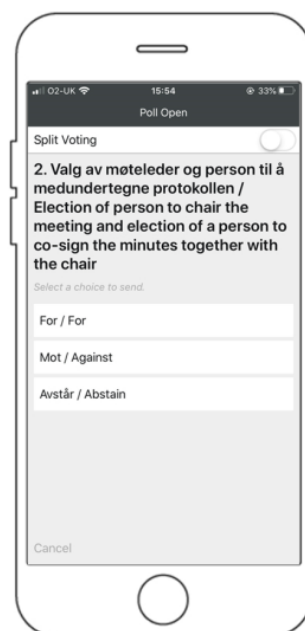 O2-UK 15:54 33%
Poll Open
Split Voting
2. Valg av møteleder og person til å
medundertegne protokollen /
Election of person to chair the
meeting and election of a person to
co-sign the minutes together with
the chair
Select a choice to send.
For / For
Mot / Against
Avstår / Abstain
Cancel